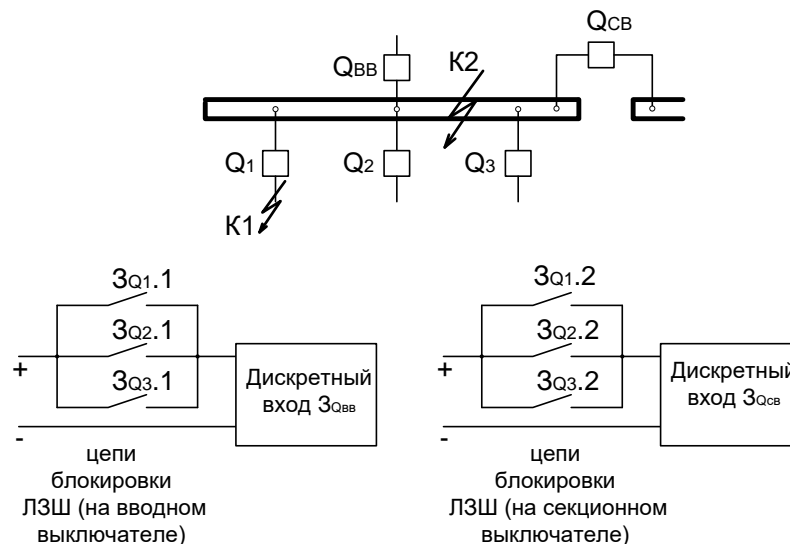 QСВ
QВВ
К2
Q1
Q2
Q3
К1
ЗQ1.1
ЗQ2.1
ЗQ3.1
+
-
Дискретный
вход ЗQвв
цепи
блокировки
ЛЗШ (на вводном
выключателе)
ЗQ1.2
ЗQ2.2
ЗQ3.2
+
-
Дискретный
вход ЗQсв
цепи
блокировки
ЛЗШ (на секционном
выключателе)